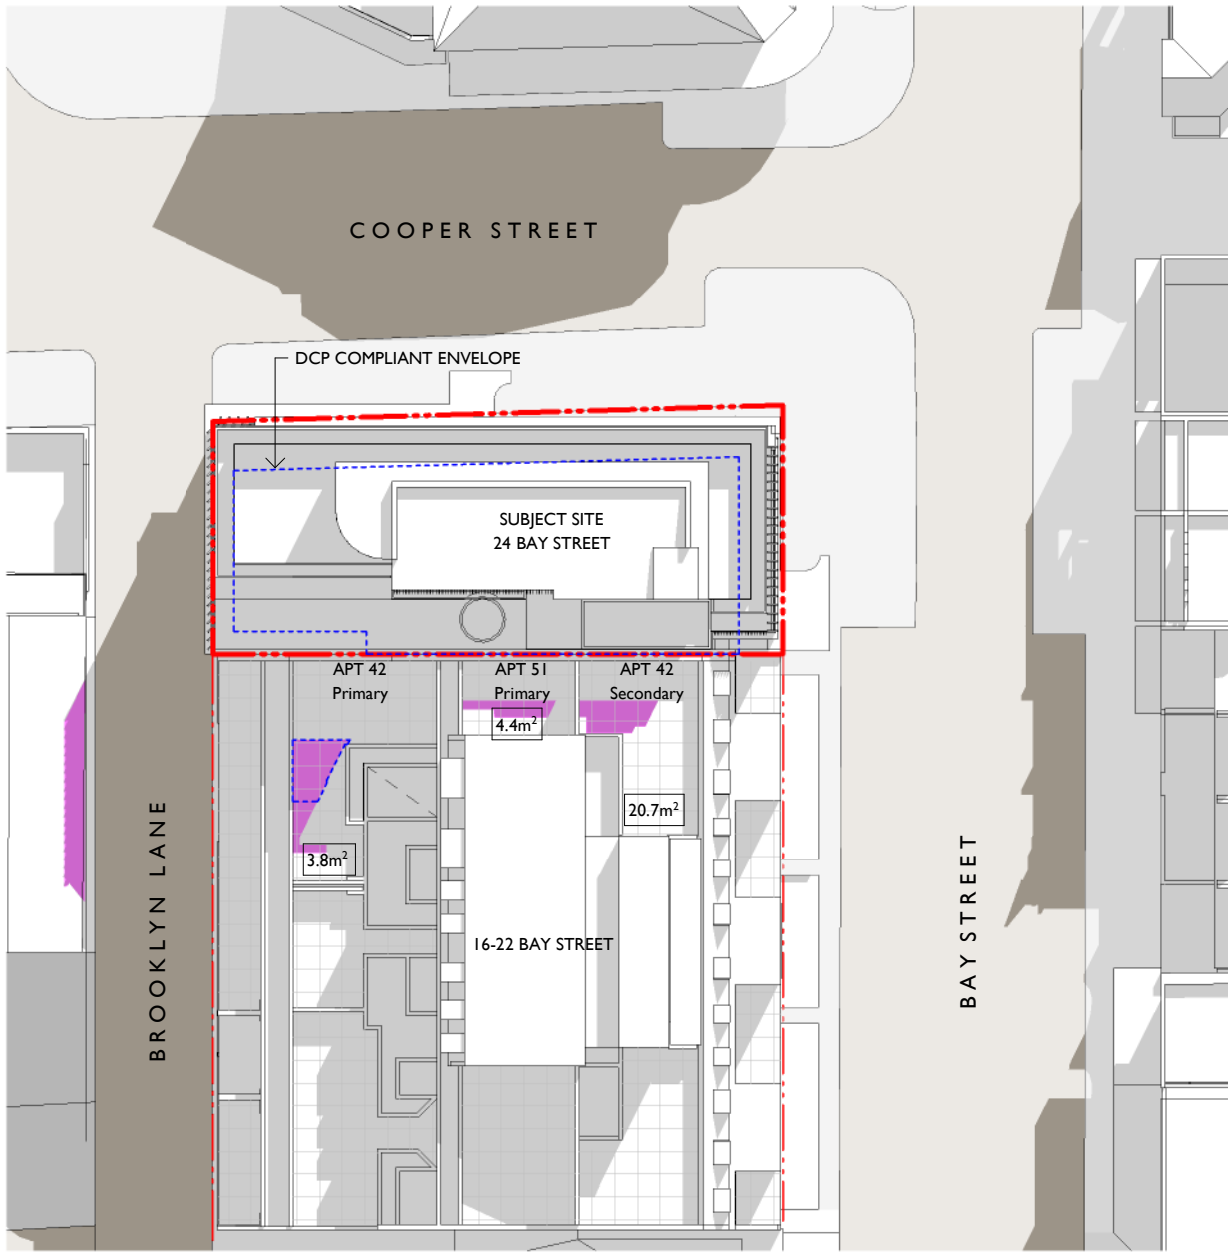 COOPER STREET
DCP COMPLIANT ENVELOPE
SUBJECT SITE
24 BAY STREET
APT 42
Primary
APT 51
Primary
APT 42
Secondary
4.4m²
20.7m²
3.8m²
16-22 BAY STREET
BROOKLYN LANE
BAY STREET